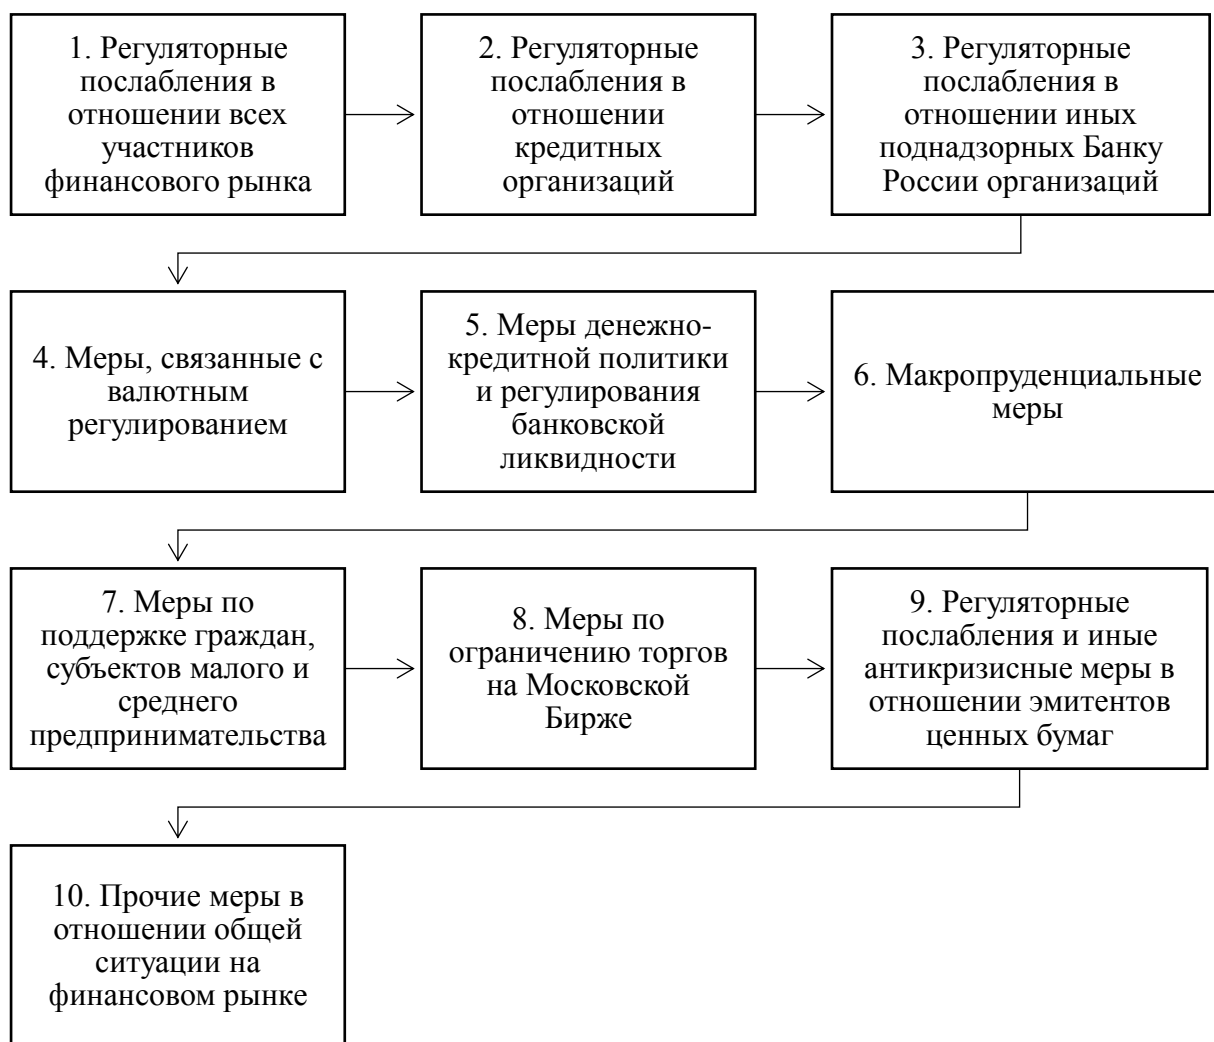 1. Регуляторные
послабления в
отношении всех
участников
финансового рынка
2. Регуляторные
послабления в
отношении
кредитных
организаций
3. Регуляторные
послабления в
отношении иных
поднадзорных Банку
России организаций
4. Меры, связанные с
валютным
регулированием
5. Меры денежно-
кредитной политики
и регулирования
банковской
ликвидности
6. Макропруденциальные
меры
7. Меры по
поддержке граждан,
субъектов малого и
среднего
предпринимательства
8. Меры по
ограничению торгов
на Московской
Бирже
9. Регуляторные
послабления и иные
антикризисные меры в
отношении эмитентов
ценных бумаг
10. Прочие меры в
отношении общей
ситуации на
финансовом рынке